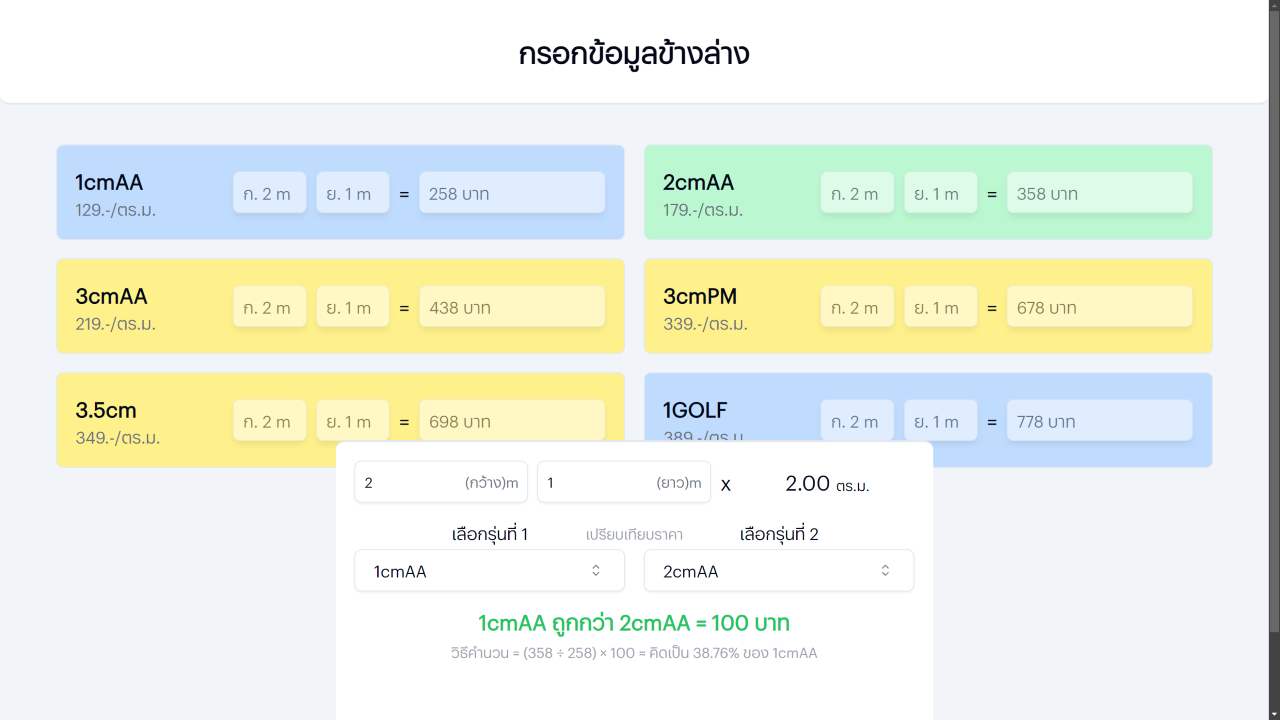 กรอกข้อมูลข้างล่าง
1cmAA
129.-/ตร.ม.
ก. 2 m
ย. 1 m
=
258 บาท
2cmAA
179.-/ตร.ม.
ก. 2 m
ย. 1 m
=
358 บาท
3cmAA
219.-/ตร.ม.
ก. 2 m
ย. 1 m
=
438 บาท
3cmPM
339.-/ตร.ม.
ก. 2 m
ย. 1 m
=
678 บาท
3.5cm
349.-/ตร.ม.
ก. 2 m
ย. 1 m
=
698 บาท
1GOLF
389.-/ตร.ม.
ก. 2 m
ย. 1 m
=
778 บาท
2 (กว้าง)m
1 (ยาว)m
x
2.00 ตร.ม.
เลือกรุ่นที่ 1
เปรียบเทียบราคา
เลือกรุ่นที่ 2
1cmAA
2cmAA
1cmAA ถูกกว่า 2cmAA = 100 บาท
วิธีคำนวน = (358 ÷ 258) × 100 ≈ คิดเป็น 38.76% ของ 1cmAA